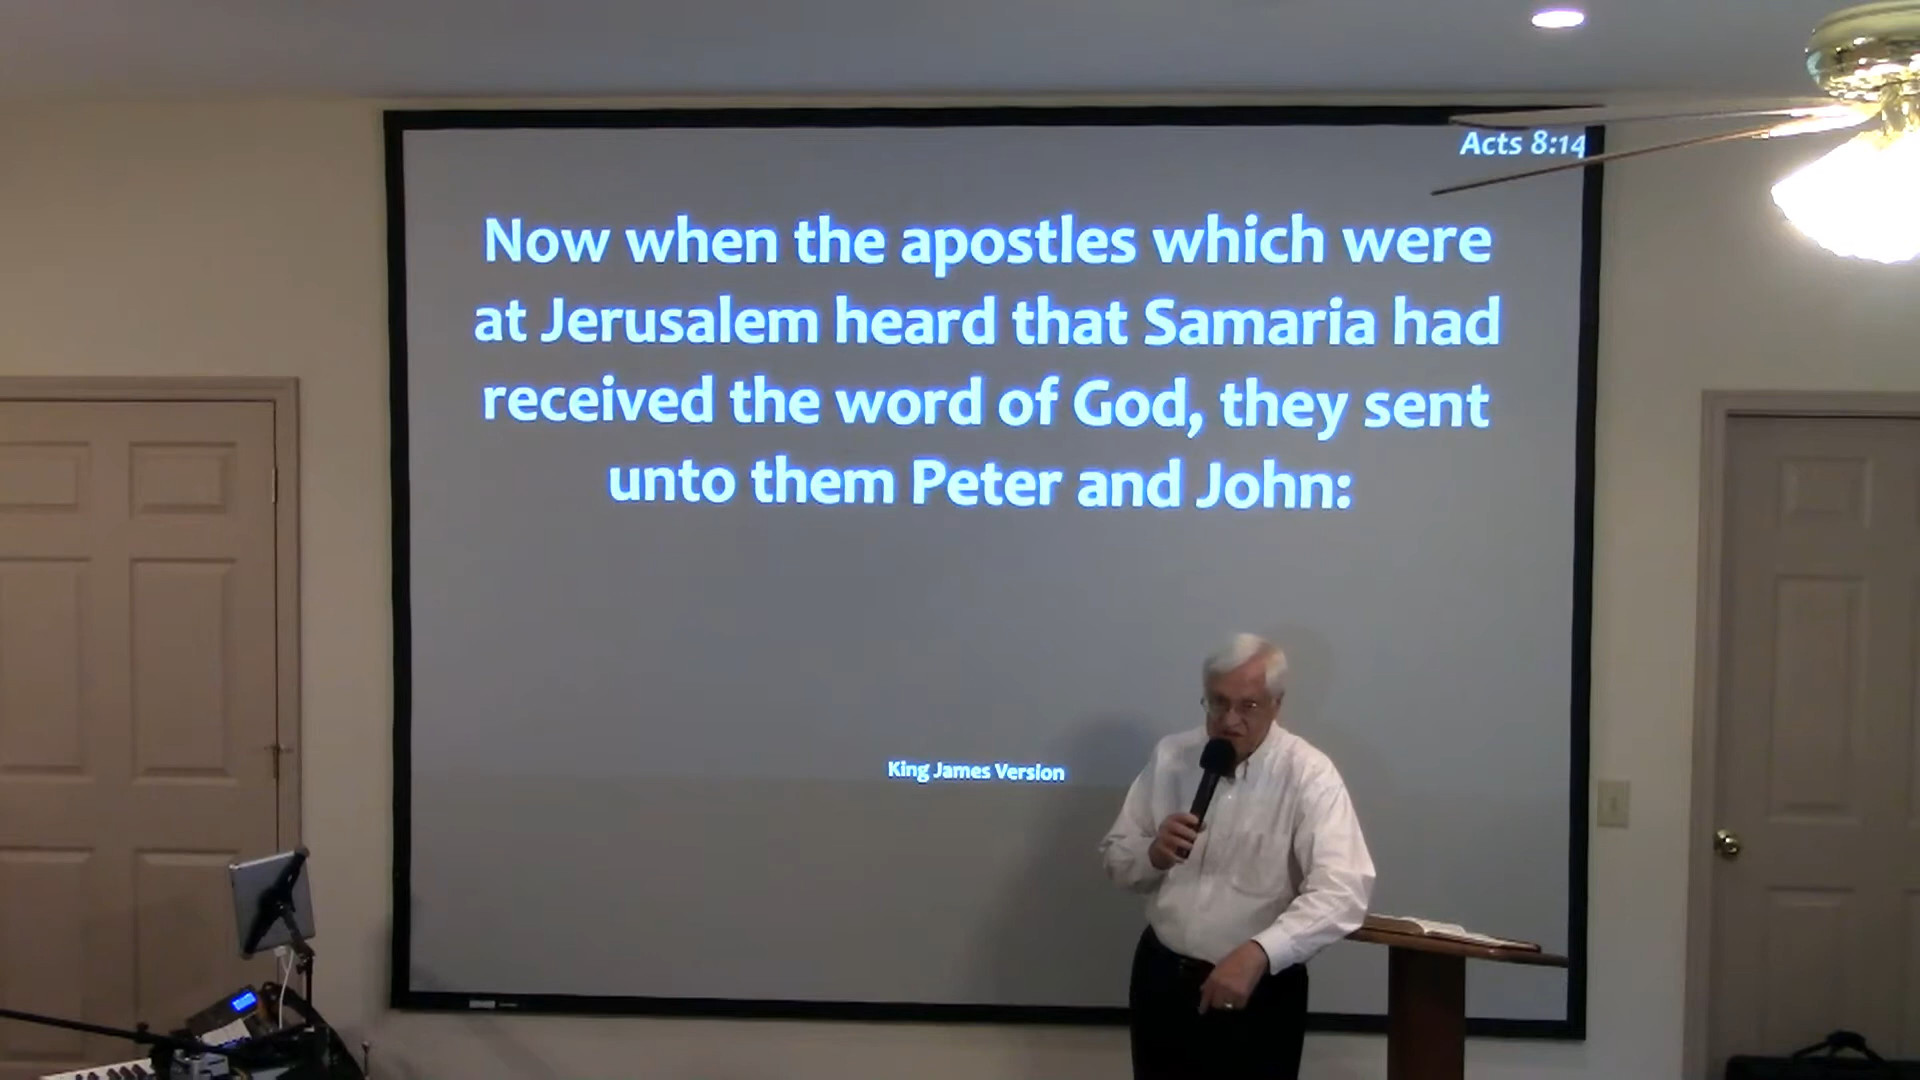 Acts 8:14
Now when the apostles which were
at Jerusalem heard that Samaria had
received the word of God, they sent
unto them Peter and John:
King James Version